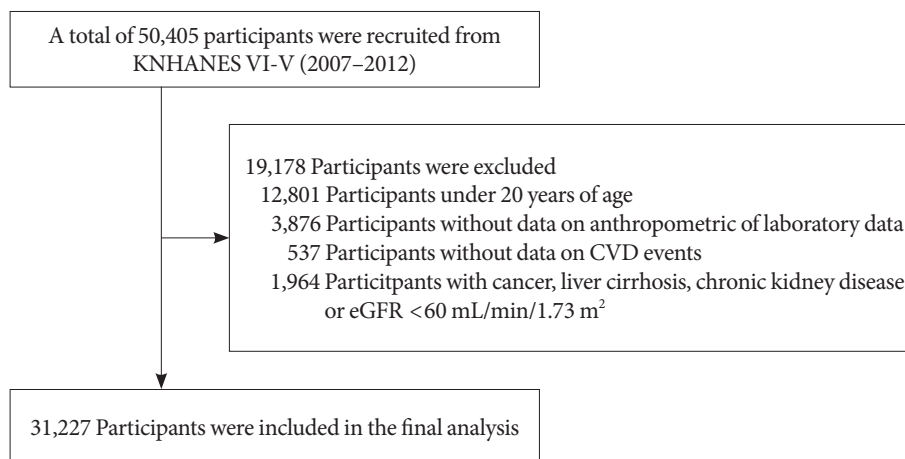 A total of 50,405 participants were recruited from
KNHANES VI-V (2007–2012)
19,178 Participants were excluded
12,801 Participants under 20 years of age
3,876 Participants without data on anthropometric of laboratory data
537 Participants without data on CVD events
1,964 Particitpants with cancer, liver cirrhosis, chronic kidney disease
or eGFR <60 mL/min/1.73 m²
31,227 Participants were included in the final analysis